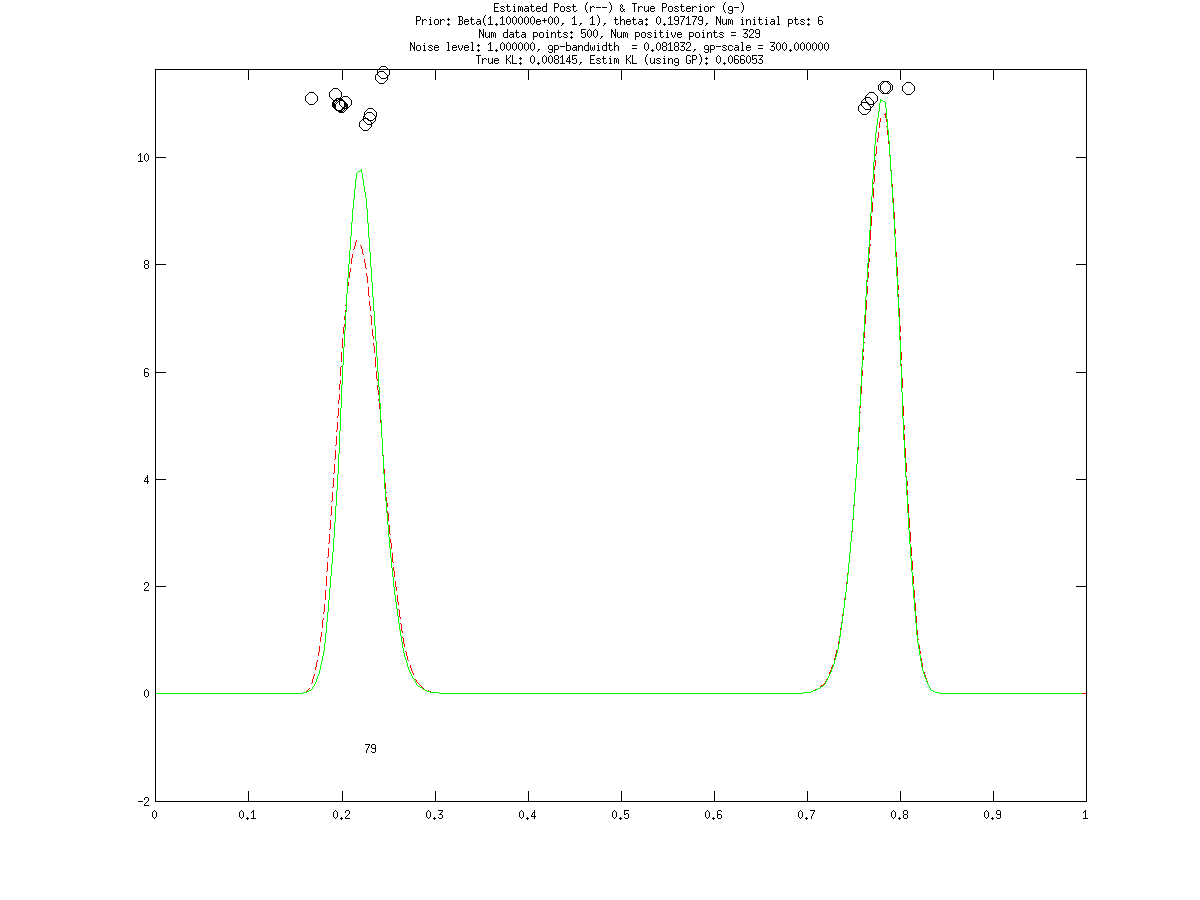 Estimated Post (r--) & True Posterior (g-)
Prior: Beta(1.100000e+00, 1, 1), theta: 0.197179, Num initial pts: 6
Num data points: 500, Num positive points = 329
Noise level: 1.000000, gp-bandwidth  = 0.081832, gp-scale = 300.000000
True KL: 0.008145, Estim KL (using GP): 0.066053
10
8
6
4
2
0
79
-2
0 0.1 0.2 0.3 0.4 0.5 0.6 0.7 0.8 0.9 1